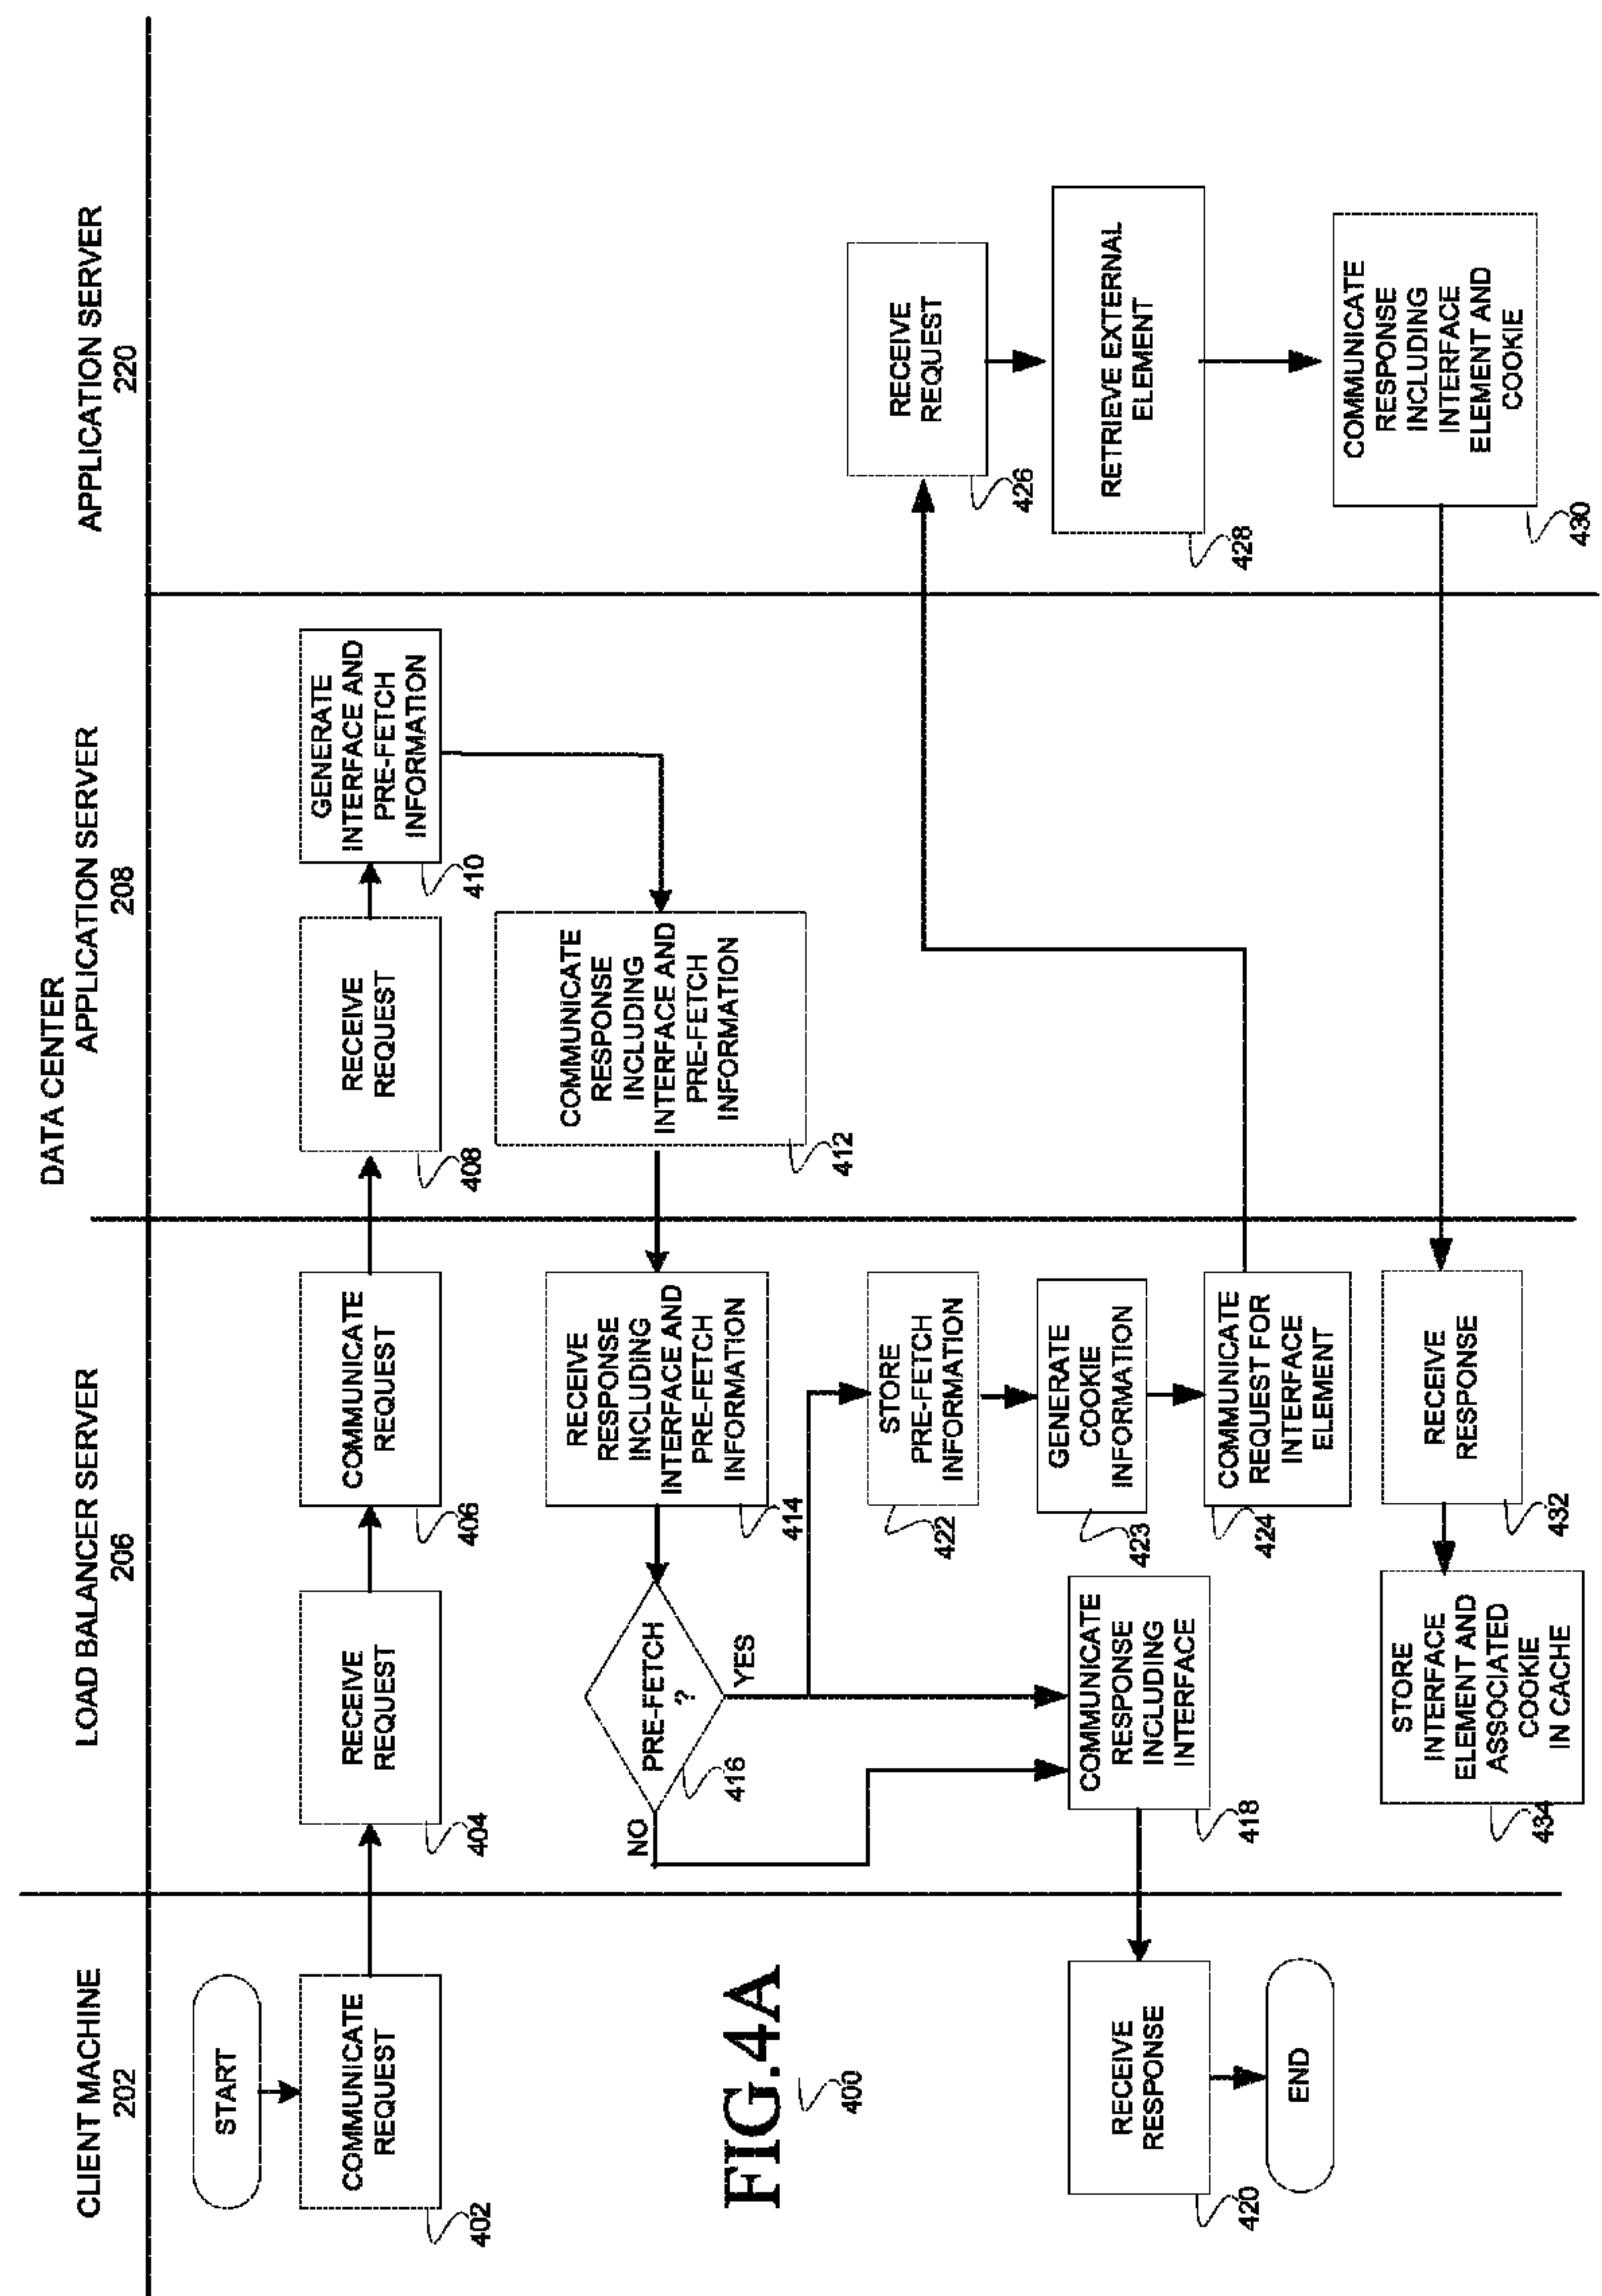 DATA CENTER
CLIENT MACHINE
202
LOAD BALANCER SERVER
206
APPLICATION SERVER
208
APPLICATION SERVER
220
START
COMMUNICATE
REQUEST
402
RECEIVE
REQUEST
404
COMMUNICATE
REQUEST
406
RECEIVE
REQUEST
408
GENERATE
INTERFACE AND
PRE-FETCH
INFORMATION
410
COMMUNICATE
RESPONSE
INCLUDING
INTERFACE AND
PRE-FETCH
INFORMATION
412
RECEIVE
RESPONSE
INCLUDING
INTERFACE AND
PRE-FETCH
INFORMATION
414
PRE-FETCH
?
416
NO
YES
STORE
PRE-FETCH
INFORMATION
422
GENERATE
COOKIE
INFORMATION
423
COMMUNICATE
REQUEST FOR
INTERFACE
ELEMENT
424
RECEIVE
REQUEST
426
RETRIEVE EXTERNAL
ELEMENT
428
COMMUNICATE
RESPONSE
INCLUDING
INTERFACE
ELEMENT AND
COOKIE
430
COMMUNICATE
RESPONSE
INCLUDING
INTERFACE
418
RECEIVE
RESPONSE
432
STORE
INTERFACE
ELEMENT AND
ASSOCIATED
COOKIE
IN CACHE
434
RECEIVE
RESPONSE
420
END
FIG.4A
400